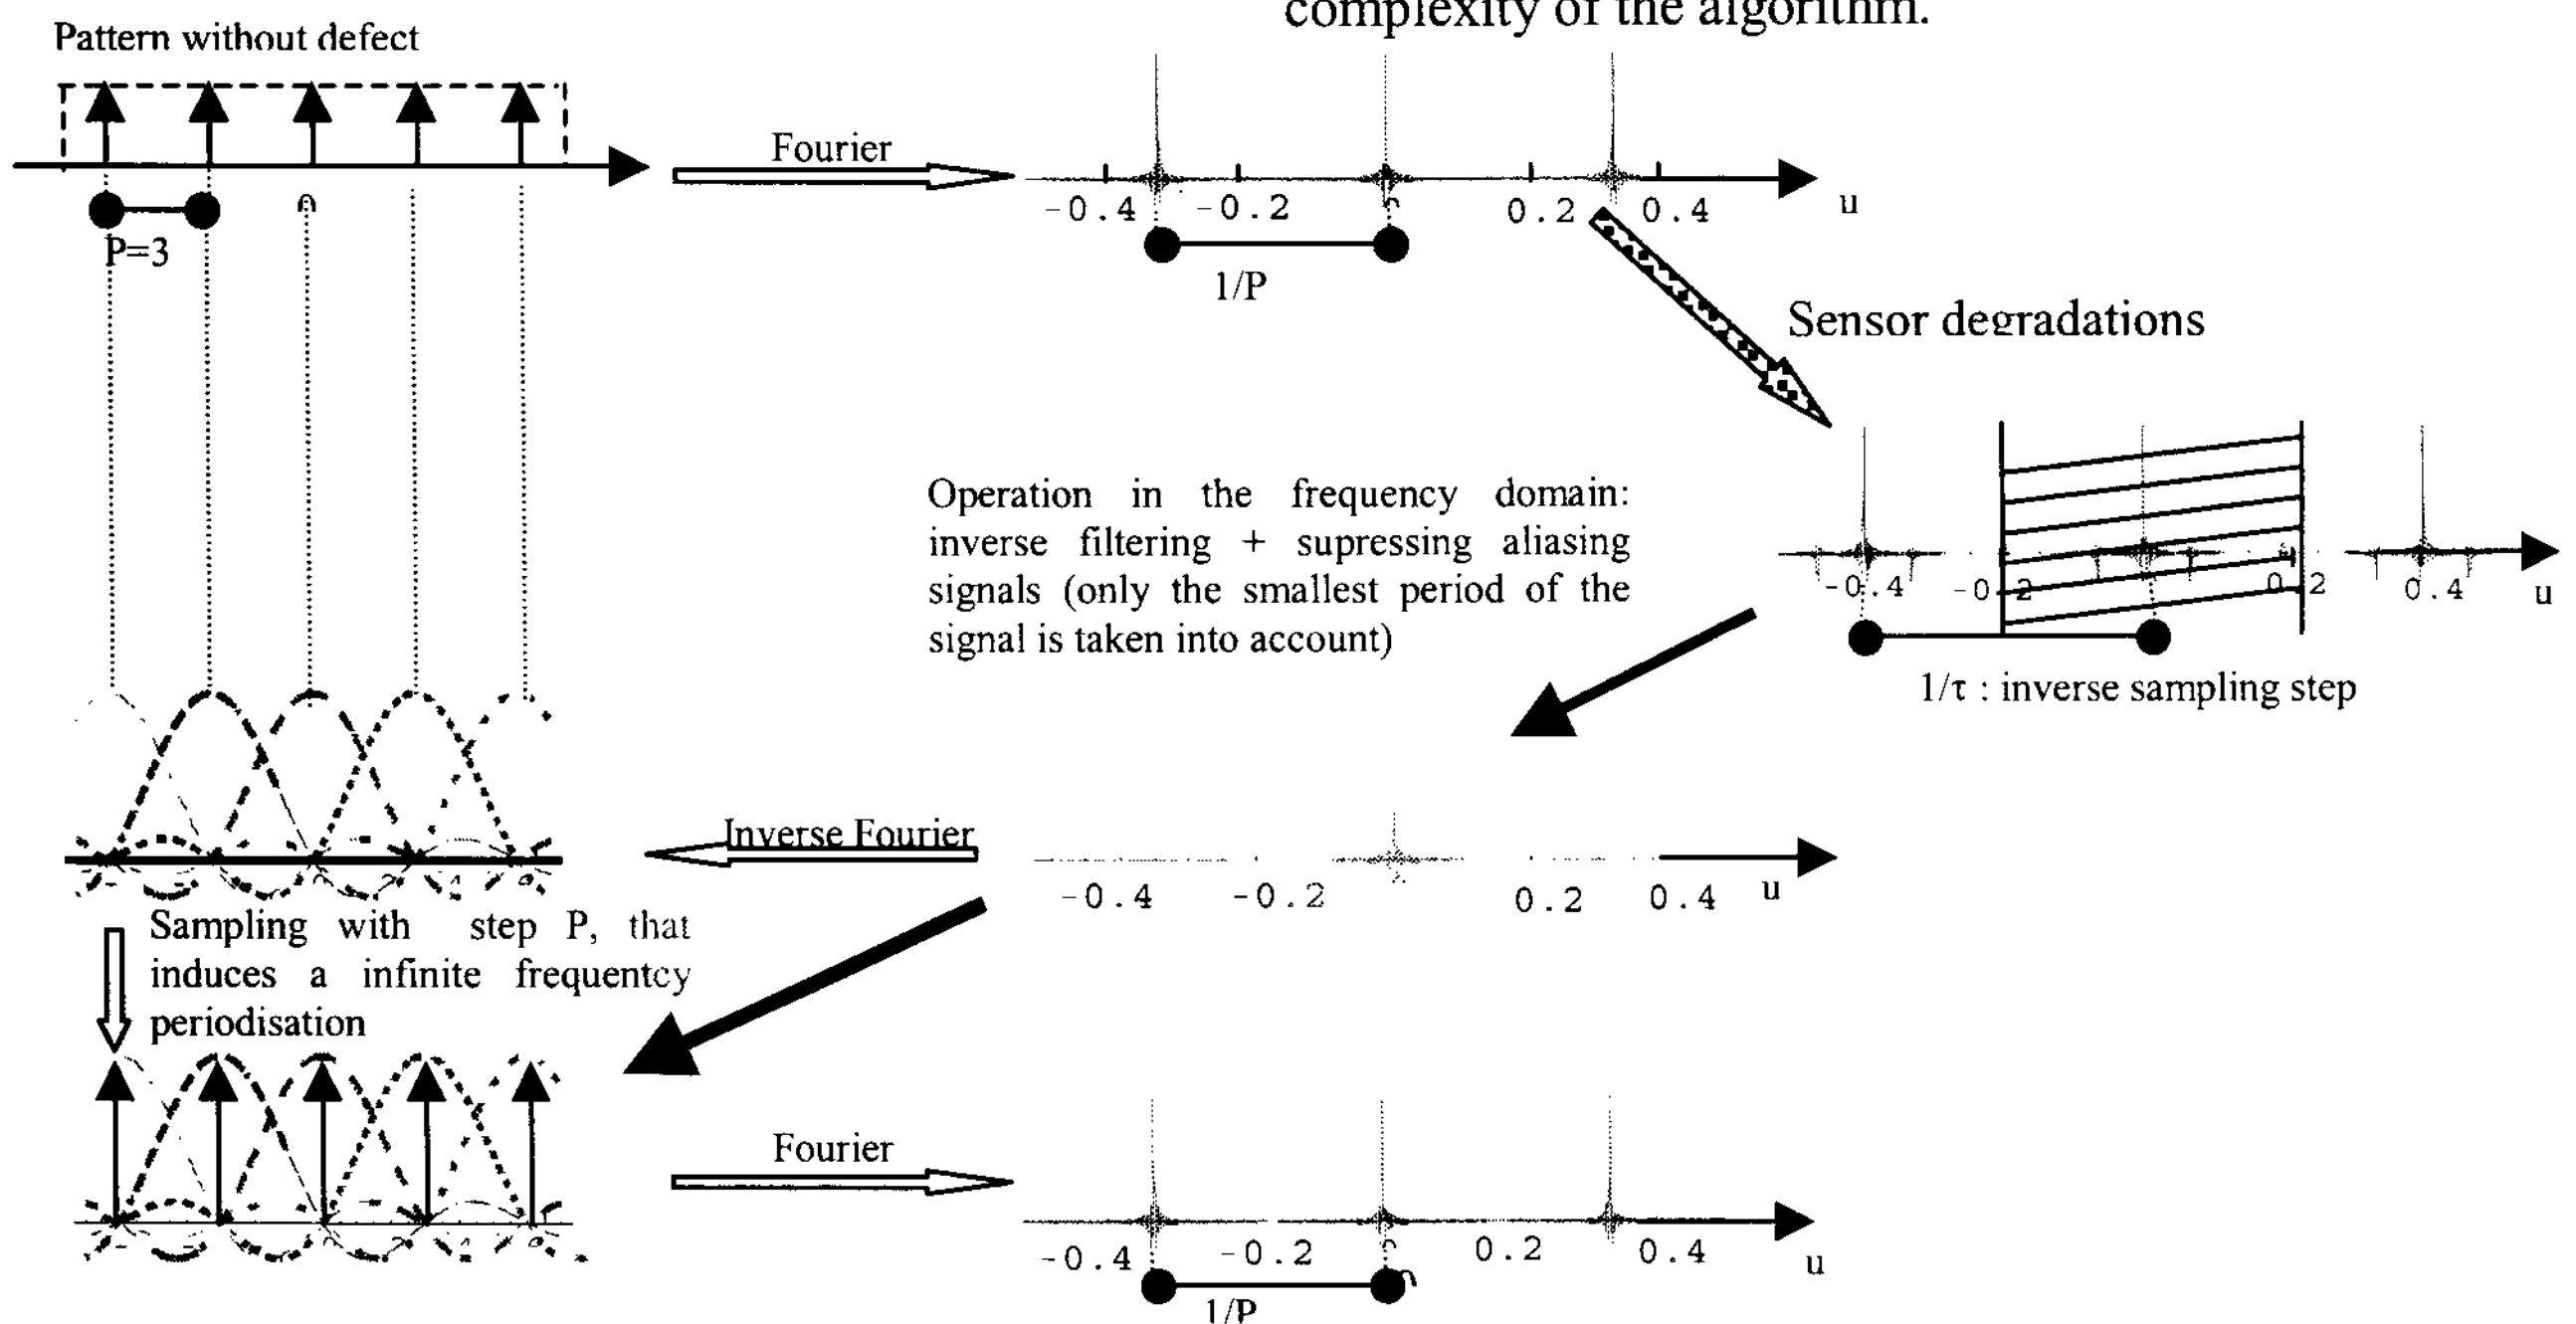 complexity of the algorithm.
Pattern without defect
Fourier
-0.4 -0.2 0.2 0.4 u
P=3
1/P
Sensor degradations
Operation in the frequency domain:
inverse filtering + supressing aliasing
signals (only the smallest period of the
signal is taken into account)
-0.4 -0.2 0.2 0.4 u
1/τ : inverse sampling step
Inverse Fourier
-0.4 -0.2 0.2 0.4 u
Sampling with step P, that
induces a infinite frequentcy
periodisation
Fourier
-0.4 -0.2 0.2 0.4 u
1/P